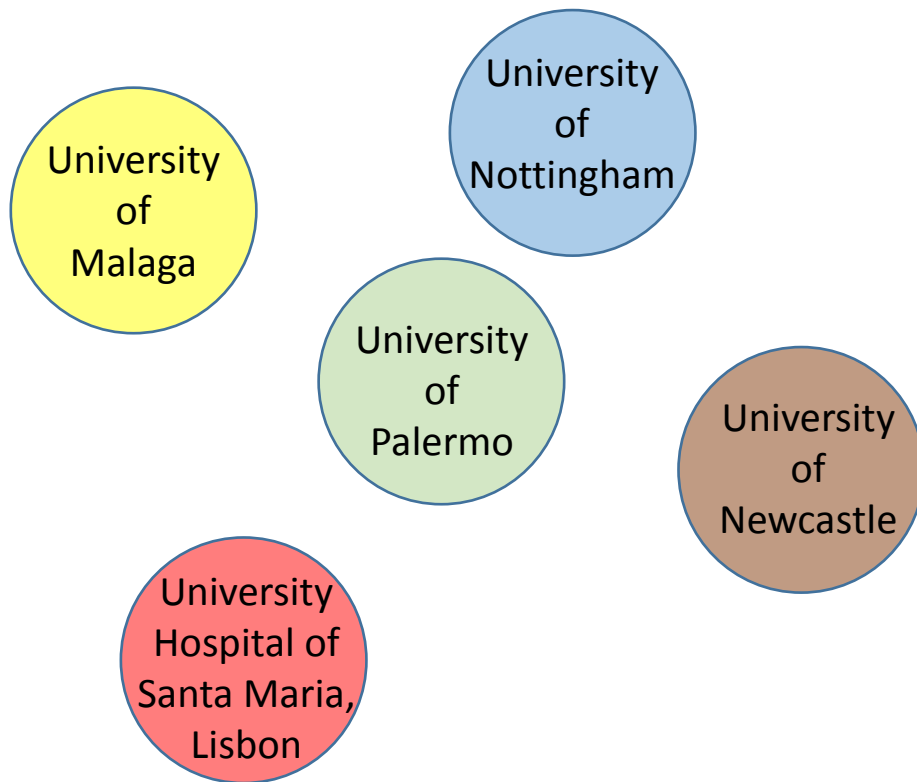 University
of
Nottingham
University
of
Malaga
University
of
Palermo
University
of
Newcastle
University
Hospital of
Santa Maria,
Lisbon